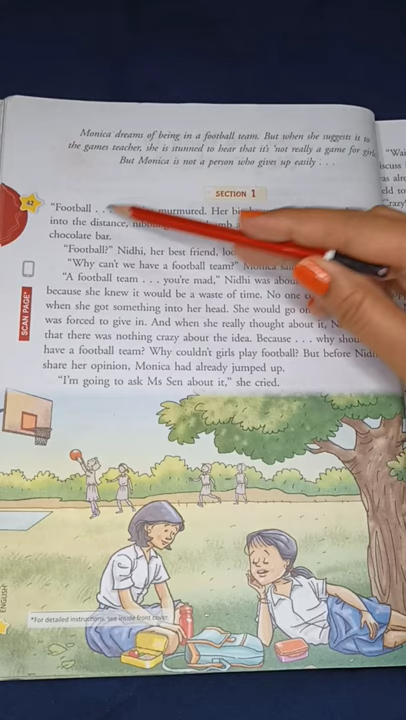 Monica dreams of being in a football team. But when she suggests it to
the games teacher, she is stunned to hear that it's 'not really a game for girls
But Monica is not a person who gives up easily . . .
SECTION 1
42
"Football . . . murmured. Her
into the distance,
chocolate bar.
"Football?" Nidhi, her best friend,
"Why can't we have a football team?" Monica
"A football team . . . you're mad," Nidhi was
because she knew it would be a waste of time. No one
when she got something into her head. She would go on
was forced to give in. And when she really thought about it,
that there was nothing crazy about the idea. Because . . . why
have a football team? Why couldn't girls play football? But before Nidhi
share her opinion, Monica had already jumped up.
"I'm going to ask Ms Sen about it," she cried.
SCAN PAGE*
*For detailed instructions, see inside front cover
ENGLISH
"Wai